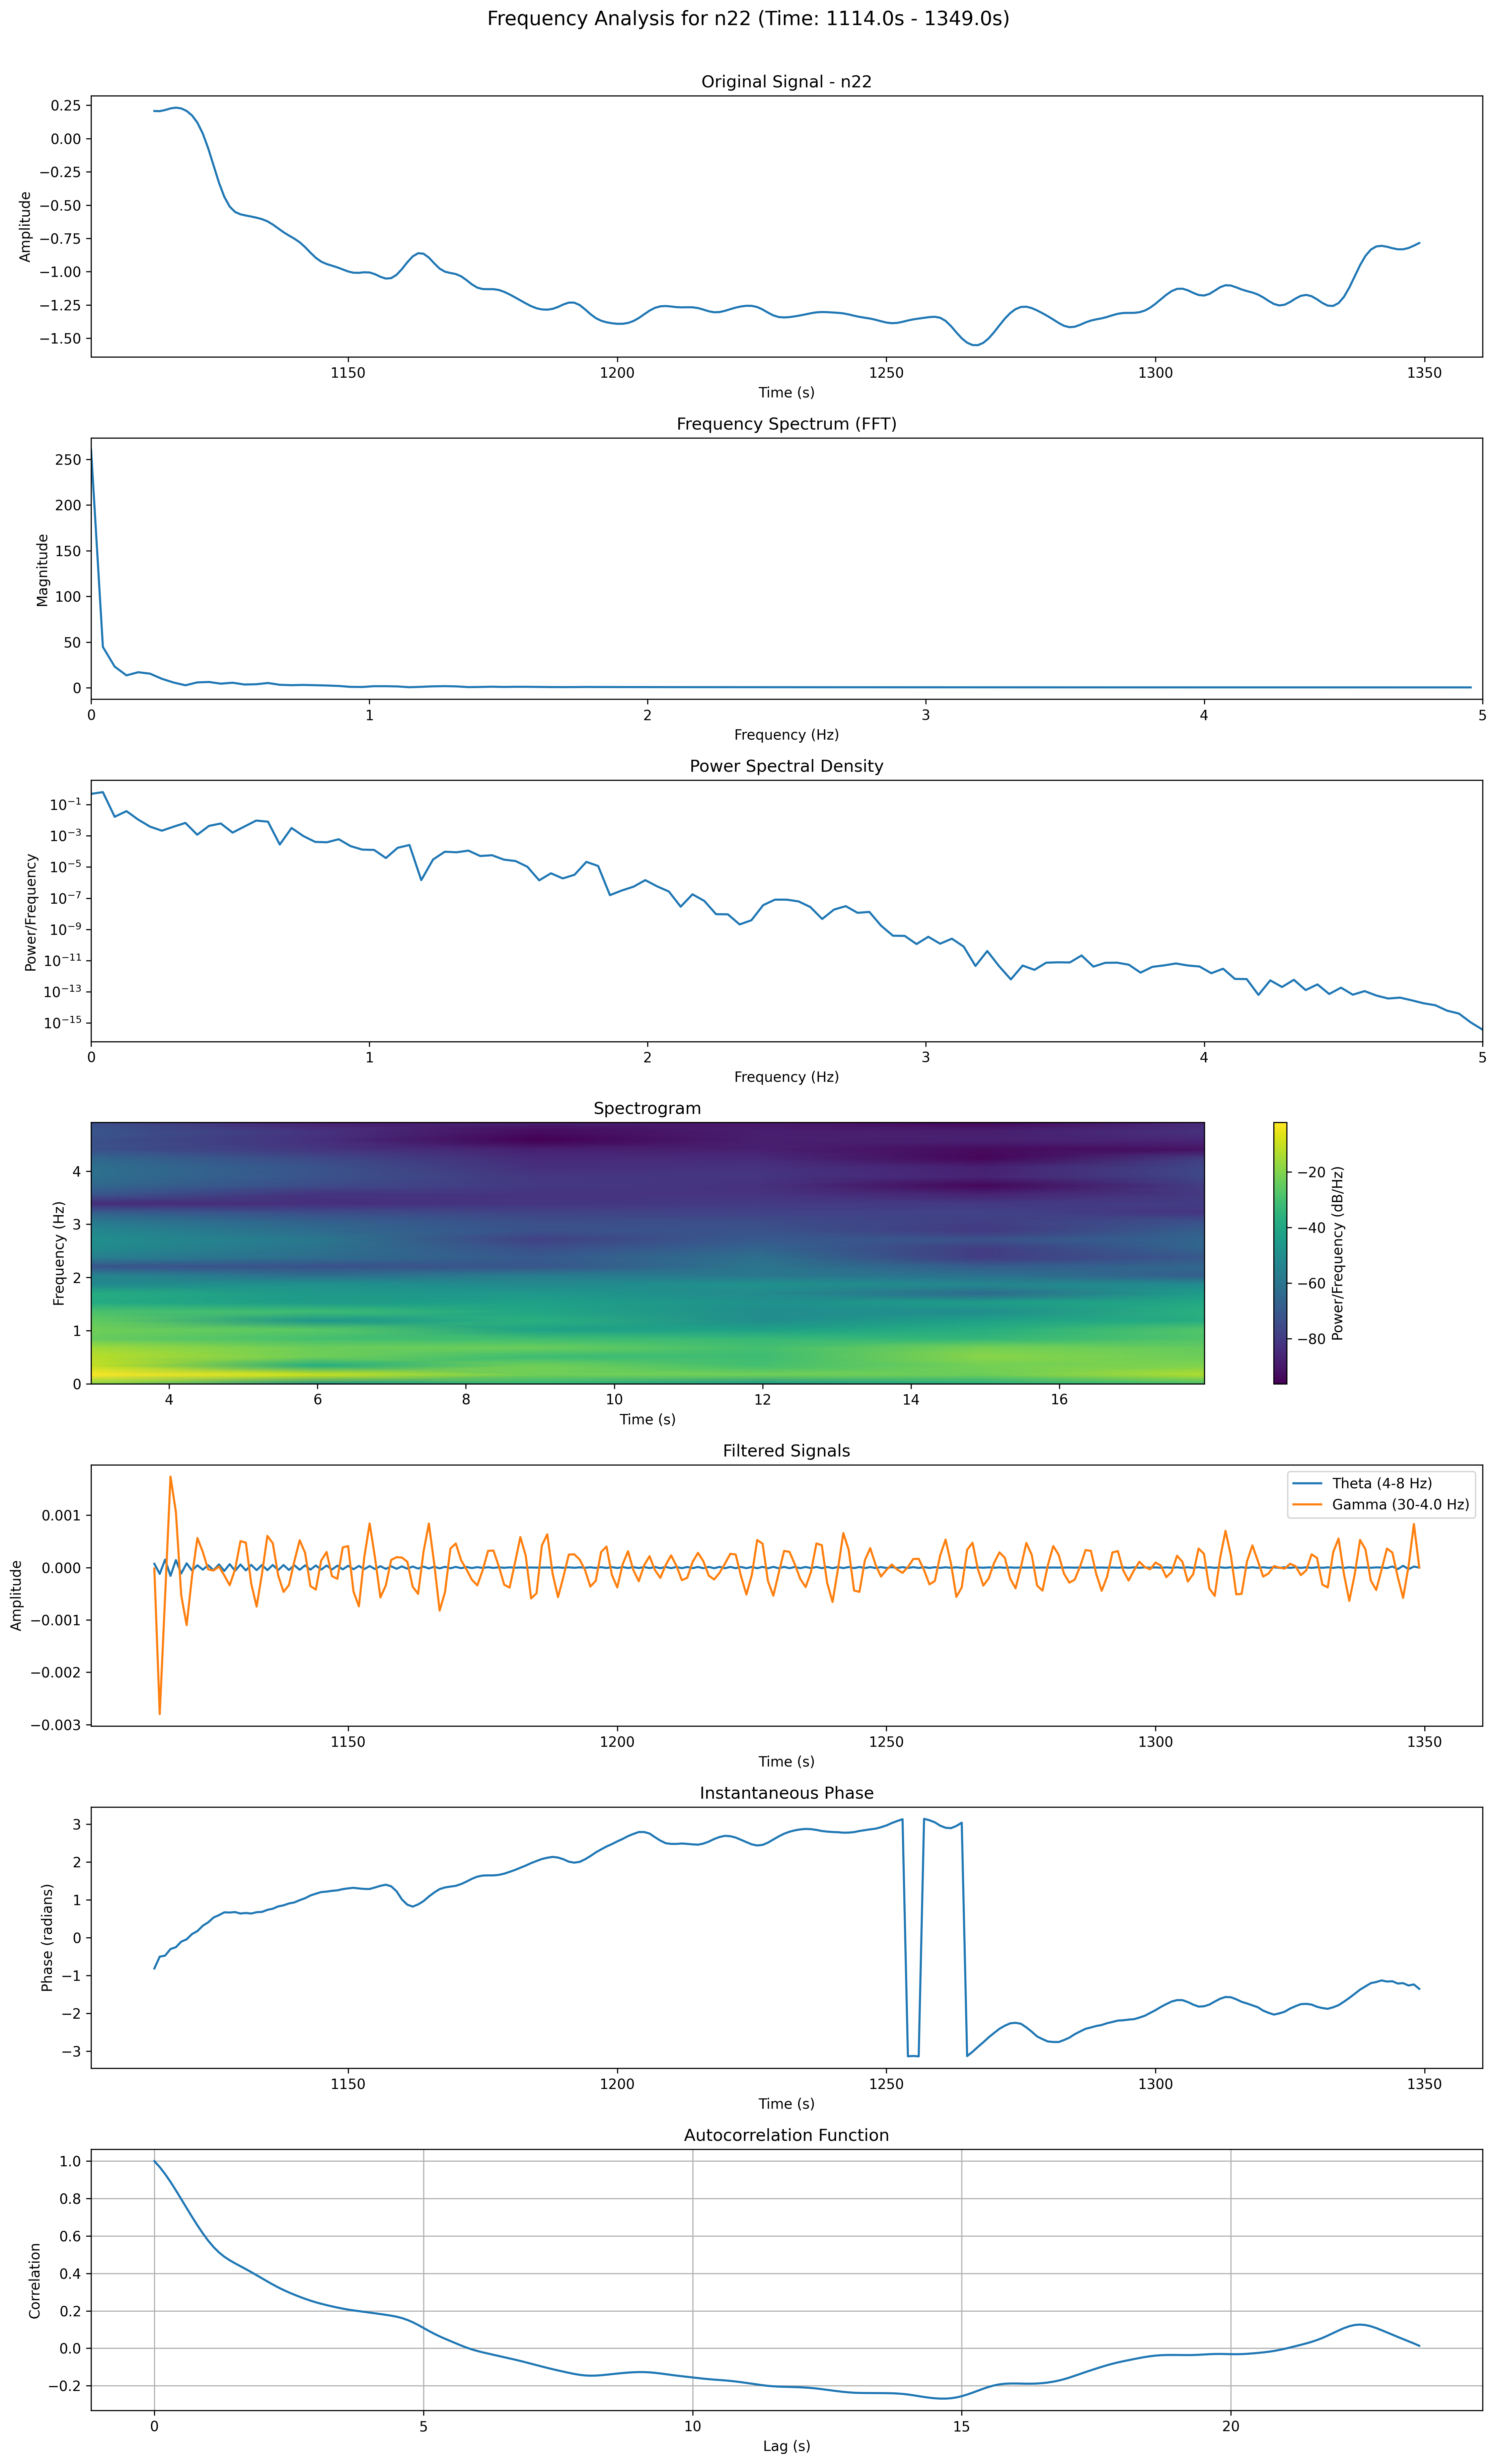 Frequency Analysis for n22 (Time: 1114.0s - 1349.0s)
Original Signal - n22
0.25
0.00
−0.25
−0.50
−0.75
−1.00
−1.25
−1.50
Amplitude
1150 1200 1250 1300 1350
Time (s)
Frequency Spectrum (FFT)
250
200
150
100
50
0
Magnitude
0 1 2 3 4 5
Frequency (Hz)
Power Spectral Density
10⁻¹
10⁻³
10⁻⁵
10⁻⁷
10⁻⁹
10⁻¹¹
10⁻¹³
10⁻¹⁵
Power/Frequency
0 1 2 3 4 5
Frequency (Hz)
Spectrogram
4
3
2
1
0
Frequency (Hz)
4 6 8 10 12 14 16
Time (s)
−20
−40
−60
−80
Power/Frequency (dB/Hz)
Filtered Signals
Theta (4-8 Hz)
Gamma (30-4.0 Hz)
0.001
0.000
−0.001
−0.002
−0.003
Amplitude
1150 1200 1250 1300 1350
Time (s)
Instantaneous Phase
3
2
1
0
−1
−2
−3
Phase (radians)
1150 1200 1250 1300 1350
Time (s)
Autocorrelation Function
1.0
0.8
0.6
0.4
0.2
0.0
−0.2
Correlation
0 5 10 15 20
Lag (s)